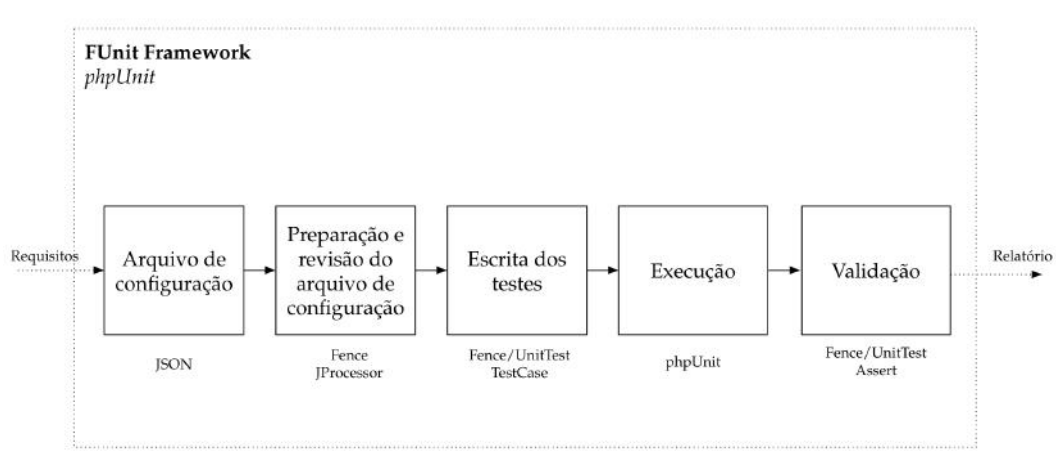 FUnit Framework
phpUnit
Requisitos
Arquivo de
configuração
JSON
Preparação e
revisão do
arquivo de
configuração
Fence
JProcessor
Escrita dos
testes
Fence/UnitTest
TestCase
Execução
phpUnit
Validação
Fence/UnitTest
Assert
Relatório